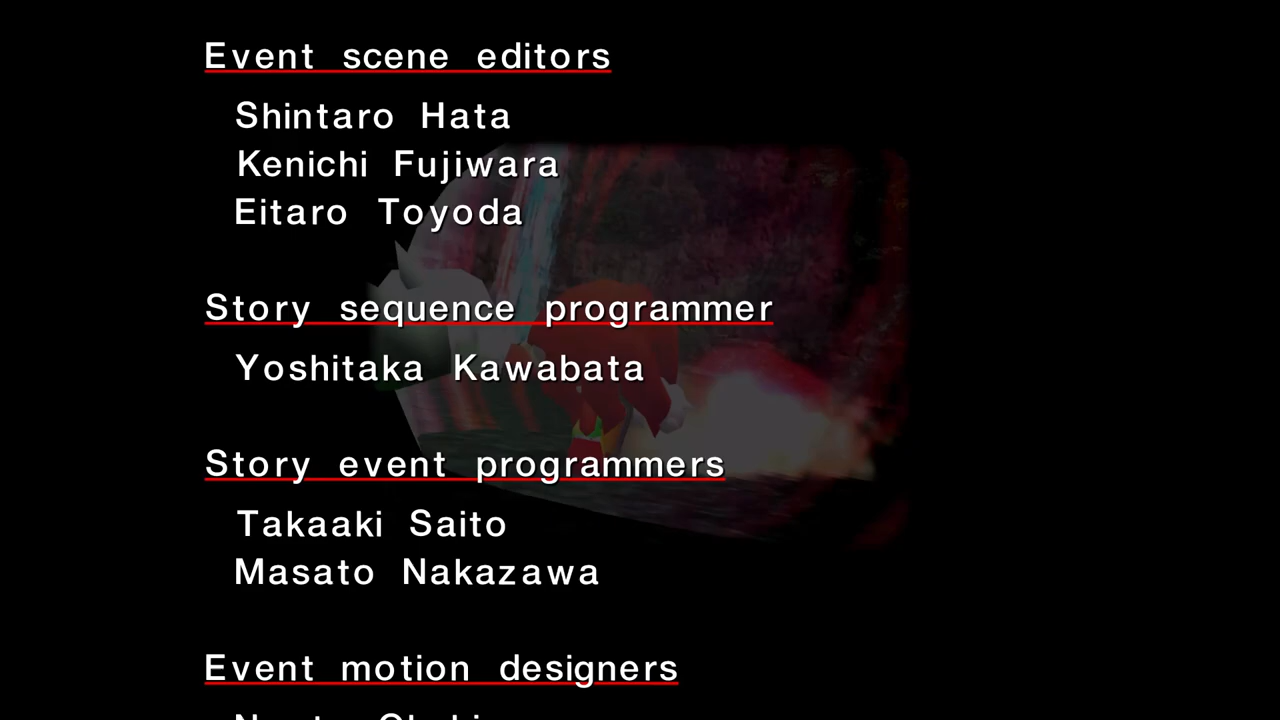 Event scene editors
Shintaro Hata
Kenichi Fujiwara
Eitaro Toyoda
Story sequence programmer
Yoshitaka Kawabata
Story event programmers
Takaaki Saito
Masato Nakazawa
Event motion designers